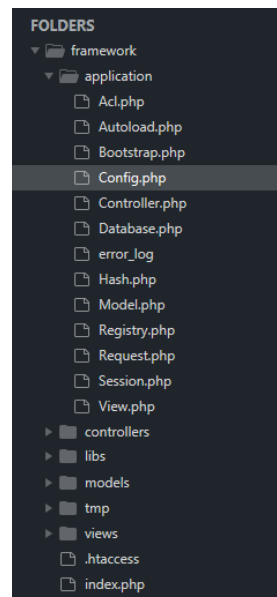 FOLDERS
framework
application
Acl.php
Autoload.php
Bootstrap.php
Config.php
Controller.php
Database.php
error_log
Hash.php
Model.php
Registry.php
Request.php
Session.php
View.php
controllers
libs
models
tmp
views
.htaccess
index.php